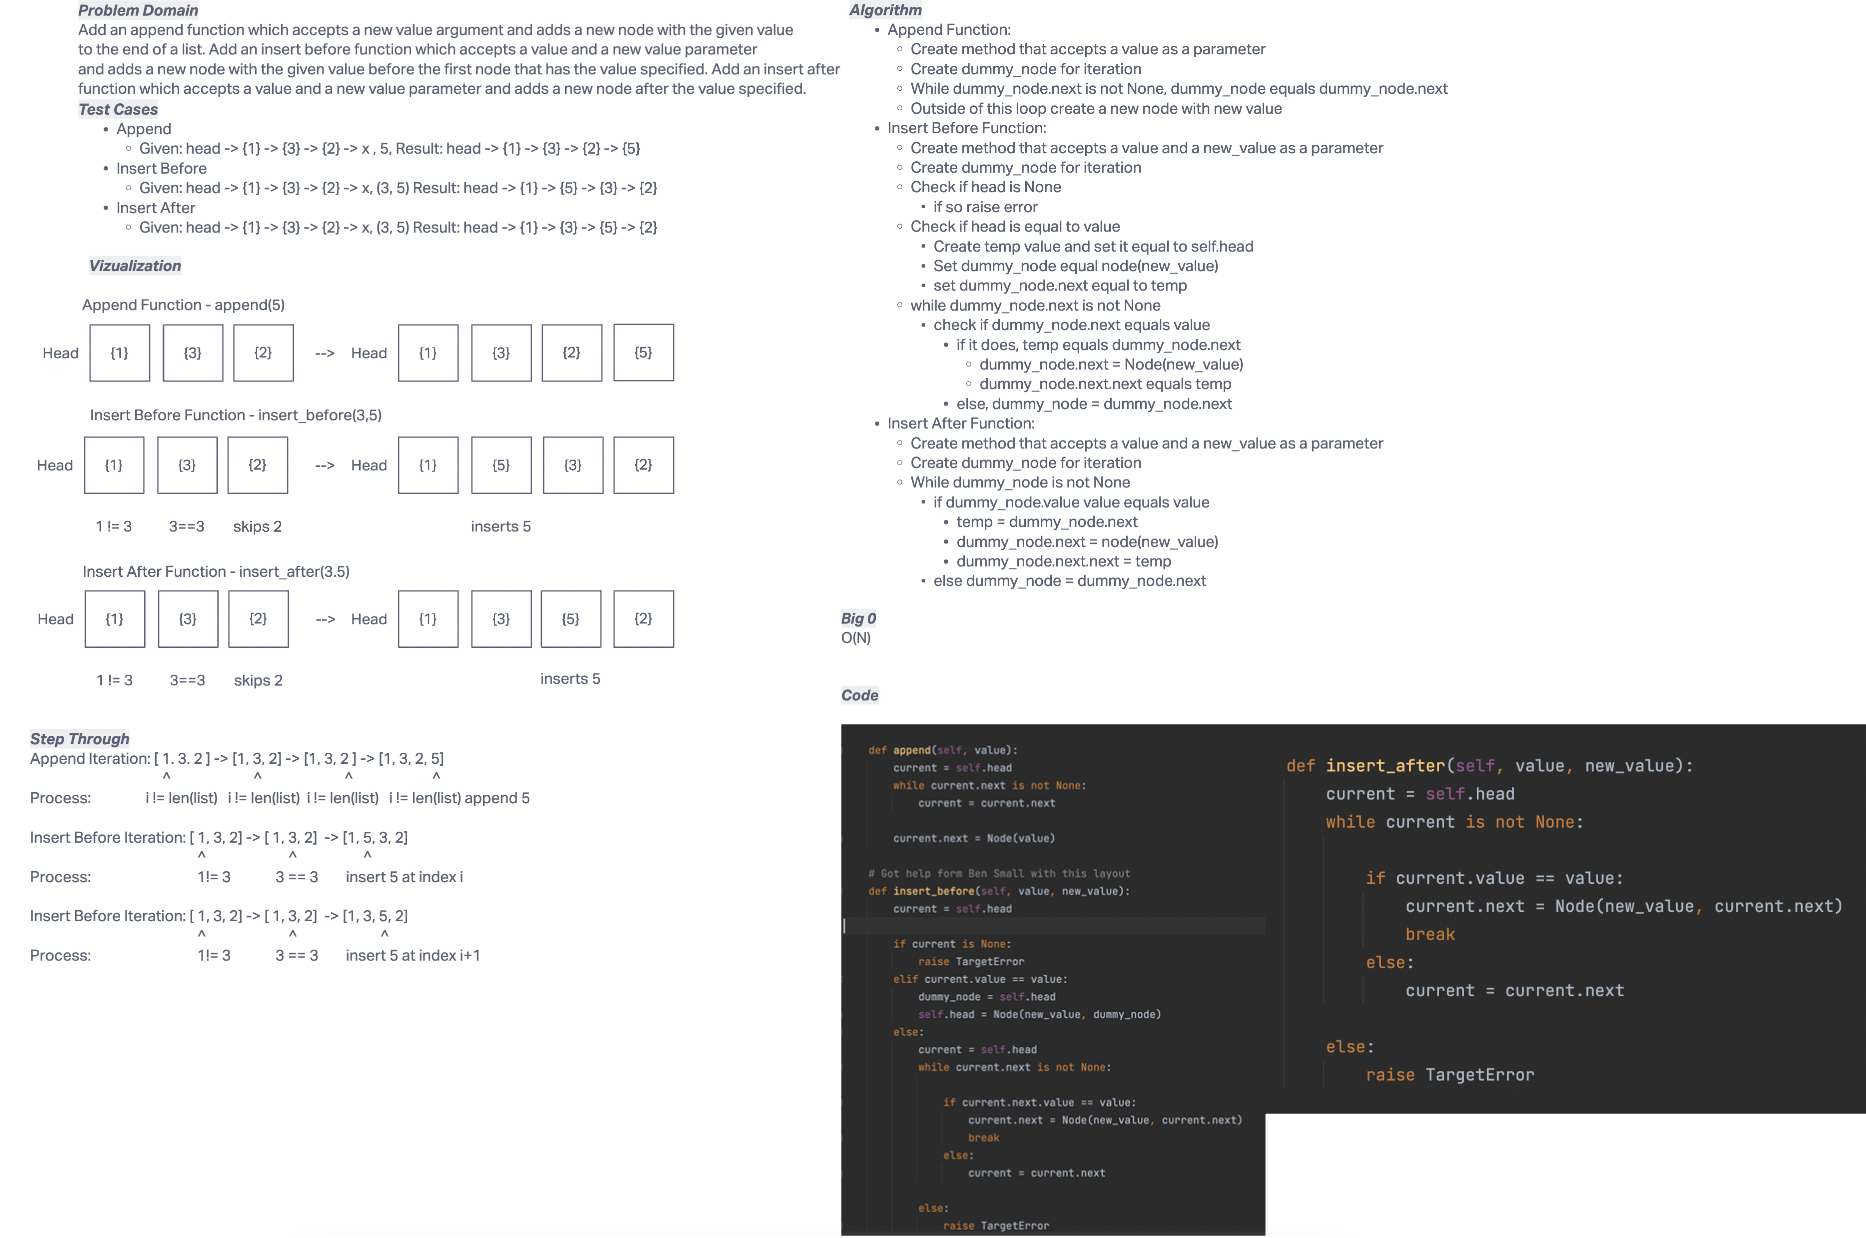 Problem Domain
Add an append function which accepts a new value argument and adds a new node with the given value
to the end of a list. Add an insert before function which accepts a value and a new value parameter
and adds a new node with the given value before the first node that has the value specified. Add an insert after
function which accepts a value and a new value parameter and adds a new node after the value specified.
Test Cases
• Append
◦ Given: head -> {1} -> {3} -> {2} -> x , 5, Result: head -> {1} -> {3} -> {2} -> {5}
• Insert Before
◦ Given: head -> {1} -> {3} -> {2} -> x, (3, 5) Result: head -> {1} -> {5} -> {3} -> {2}
• Insert After
◦ Given: head -> {1} -> {3} -> {2} -> x, (3, 5) Result: head -> {1} -> {3} -> {5} -> {2}
Vizualization
Append Function - append(5)
Head {1} {3} {2} --> Head {1} {3} {2} {5}
Insert Before Function - insert_before(3,5)
Head {1} {3} {2} --> Head {1} {5} {3} {2}
1 != 3 3==3 skips 2 inserts 5
Insert After Function - insert_after(3.5)
Head {1} {3} {2} --> Head {1} {3} {5} {2}
1 != 3 3==3 skips 2 inserts 5
Step Through
Append Iteration: [ 1. 3. 2 ] -> [1, 3, 2] -> [1, 3, 2 ] -> [1, 3, 2, 5]
^ ^ ^ ^
Process: i != len(list) i != len(list) i != len(list) i != len(list) append 5
Insert Before Iteration: [ 1, 3, 2] -> [ 1, 3, 2] -> [1, 5, 3, 2]
^ ^ ^
Process: 1!= 3 3 == 3 insert 5 at index i
Insert Before Iteration: [ 1, 3, 2] -> [ 1, 3, 2] -> [1, 3, 5, 2]
^ ^ ^
Process: 1!= 3 3 == 3 insert 5 at index i+1
Algorithm
• Append Function:
◦ Create method that accepts a value as a parameter
◦ Create dummy_node for iteration
◦ While dummy_node.next is not None, dummy_node equals dummy_node.next
◦ Outside of this loop create a new node with new value
• Insert Before Function:
◦ Create method that accepts a value and a new_value as a parameter
◦ Create dummy_node for iteration
◦ Check if head is None
▪ if so raise error
◦ Check if head is equal to value
▪ Create temp value and set it equal to self.head
▪ Set dummy_node equal node(new_value)
▪ set dummy_node.next equal to temp
◦ while dummy_node.next is not None
▪ check if dummy_node.next equals value
• if it does, temp equals dummy_node.next
◦ dummy_node.next = Node(new_value)
◦ dummy_node.next.next equals temp
• else, dummy_node = dummy_node.next
• Insert After Function:
◦ Create method that accepts a value and a new_value as a parameter
◦ Create dummy_node for iteration
◦ While dummy_node is not None
▪ if dummy_node.value value equals value
• temp = dummy_node.next
• dummy_node.next = node(new_value)
• dummy_node.next.next = temp
▪ else dummy_node = dummy_node.next
Big 0
O(N)
Code
def append(self, value):
current = self.head
while current.next is not None:
current = current.next
current.next = Node(value)
# Got help form Ben Small with this layout
def insert_before(self, value, new_value):
current = self.head
if current is None:
raise TargetError
elif current.value == value:
dummy_node = self.head
self.head = Node(new_value, dummy_node)
else:
current = self.head
while current.next is not None:
if current.next.value == value:
current.next = Node(new_value, current.next)
break
else:
current = current.next
else:
raise TargetError
def insert_after(self, value, new_value):
current = self.head
while current is not None:
if current.value == value:
current.next = Node(new_value, current.next)
break
else:
current = current.next
else:
raise TargetError